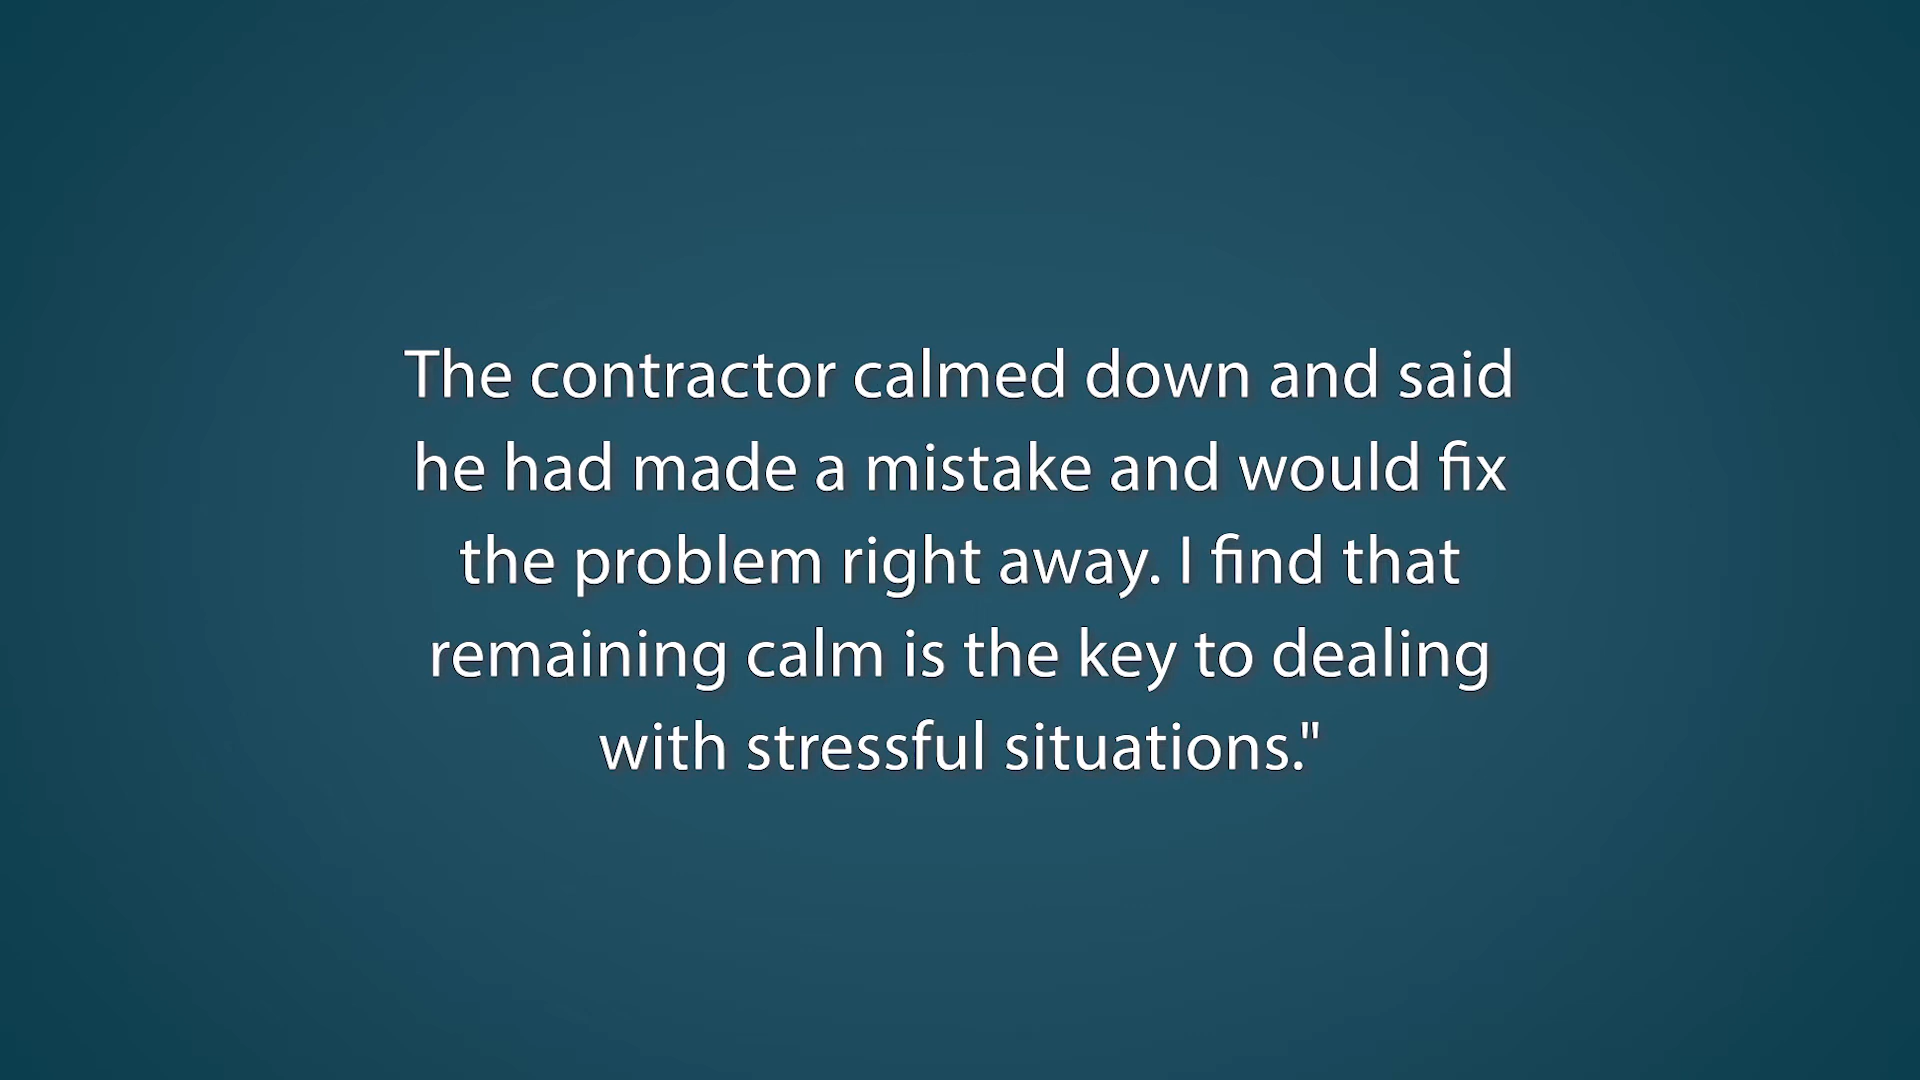 The contractor calmed down and said
he had made a mistake and would fix
the problem right away. I find that
remaining calm is the key to dealing
with stressful situations."